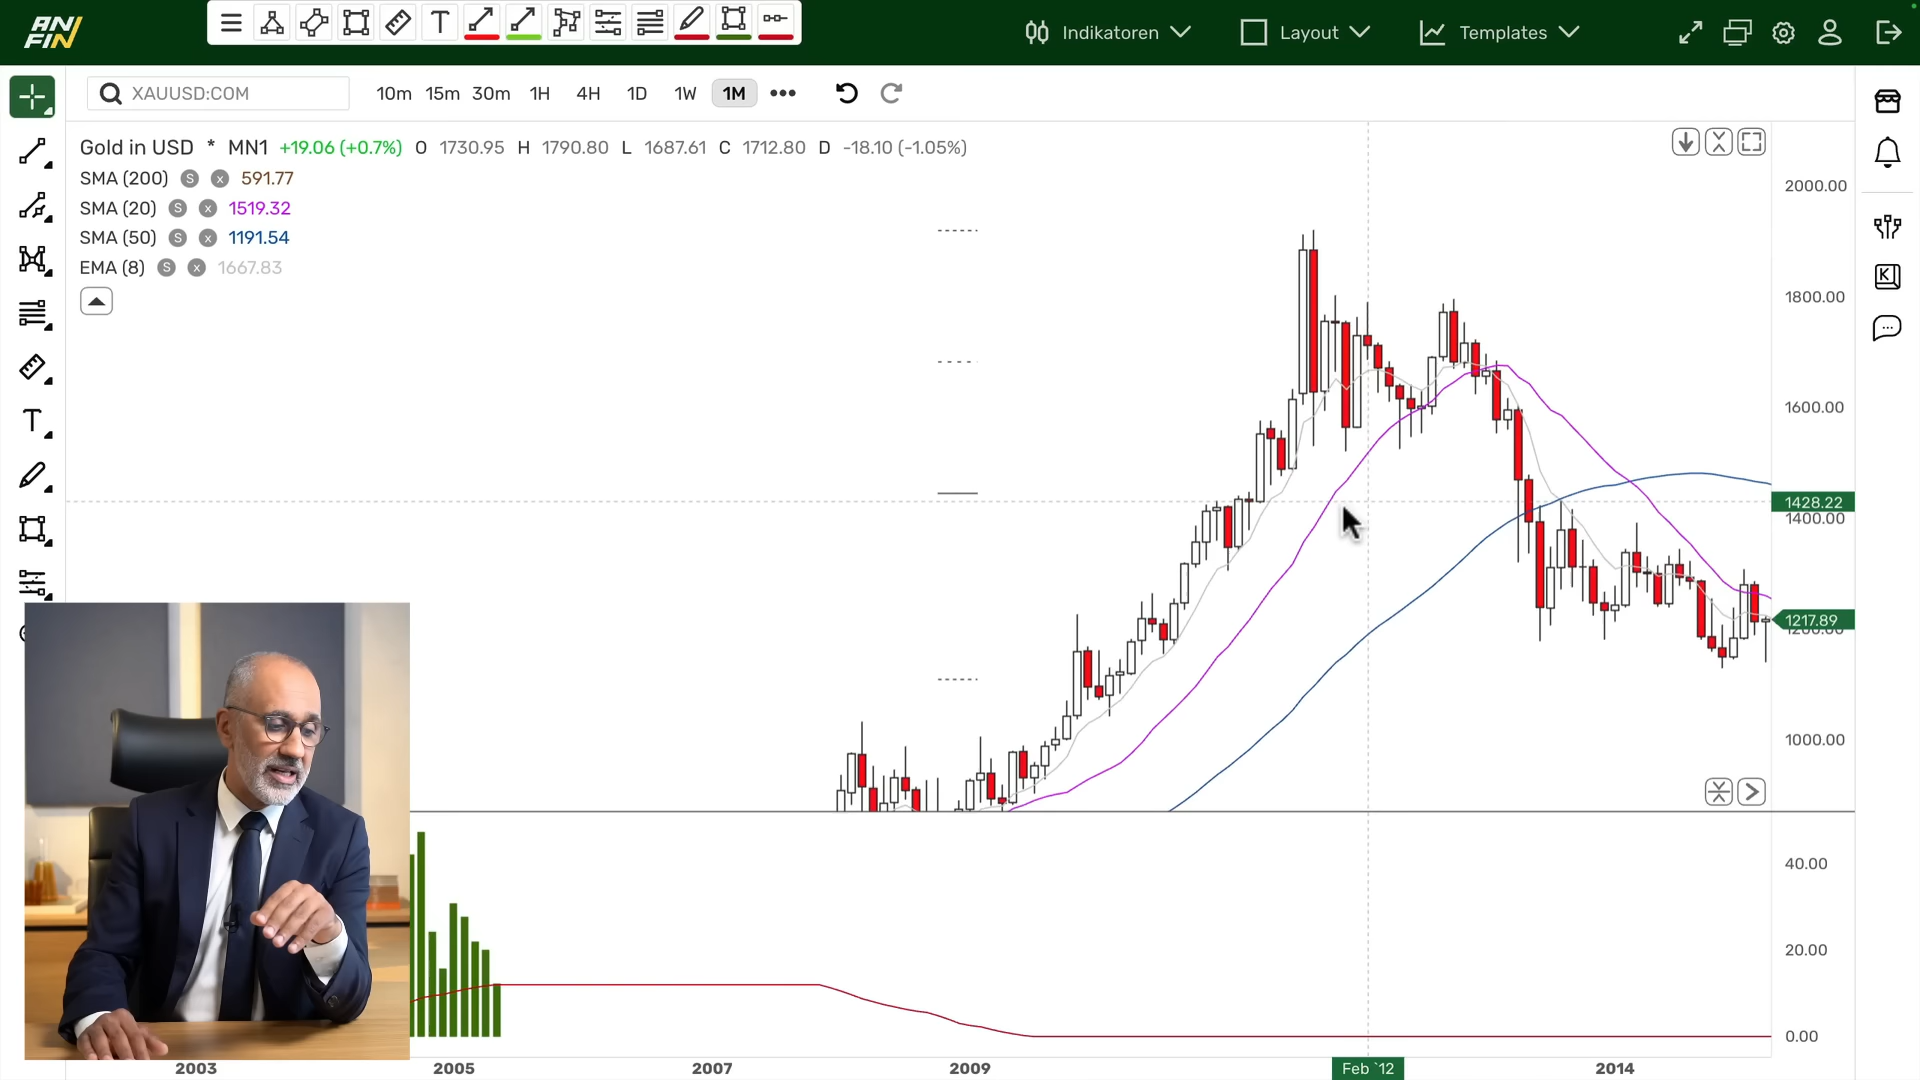 ANFIN
T
Indikatoren
Layout
Templates
XAUUSD:COM
10m 15m 30m 1H 4H 1D 1W 1M •••
K
Gold in USD * MN1 +19.06 (+0.7%) O 1730.95 H 1790.80 L 1687.61 C 1712.80 D -18.10 (-1.05%)
SMA (200) S x 591.77
SMA (20) S x 1519.32
SMA (50) S x 1191.54
EMA (8) S x 1667.83
T
2000.00
1800.00
1600.00
1428.22
1400.00
1217.89
1200.00
1000.00
40.00
20.00
0.00
2003 2005 2007 2009 Feb `12 2014